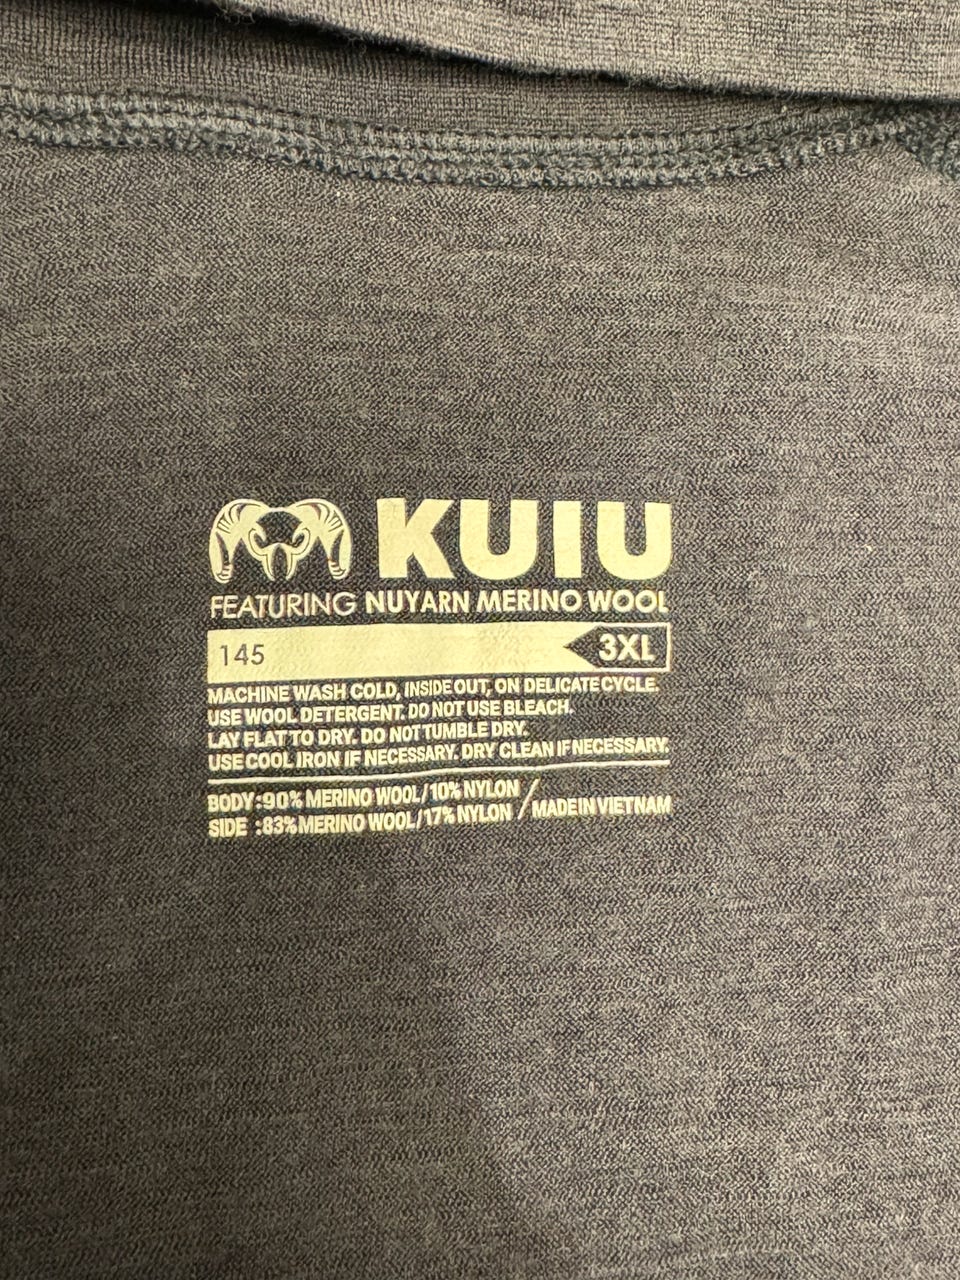 KUIU
FEATURING NUYARN MERINO WOOL
145 3XL
MACHINE WASH COLD, INSIDE OUT, ON DELICATE CYCLE.
USE WOOL DETERGENT. DO NOT USE BLEACH.
LAY FLAT TO DRY. DO NOT TUMBLE DRY.
USE COOL IRON IF NECESSARY. DRY CLEAN IF NECESSARY.
BODY:90% MERINO WOOL/10% NYLON / MADE IN VIETNAM
SIDE :83% MERINO WOOL/17% NYLON